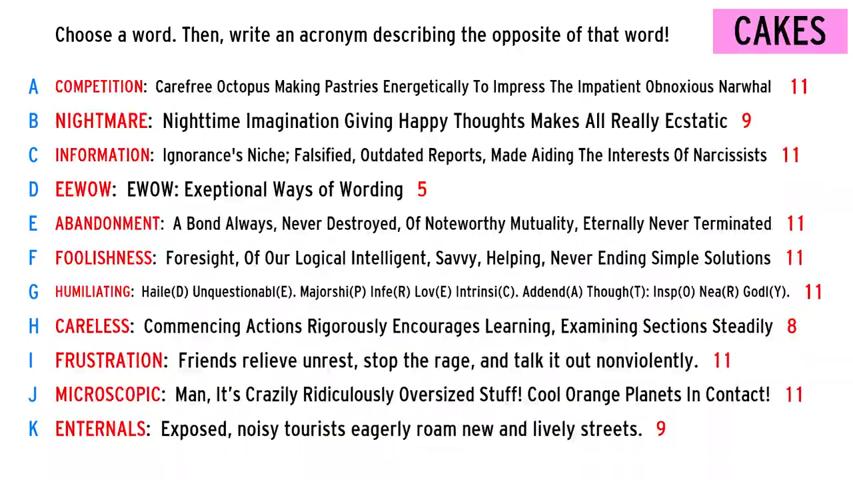 Choose a word. Then, write an acronym describing the opposite of that word!
CAKES
A COMPETITION: Carefree Octopus Making Pastries Energetically To Impress The Impatient Obnoxious Narwhal 11
B NIGHTMARE: Nighttime Imagination Giving Happy Thoughts Makes All Really Ecstatic 9
C INFORMATION: Ignorance's Niche; Falsified, Outdated Reports, Made Aiding The Interests Of Narcissists 11
D EEWOW: EWOW: Exeptional Ways of Wording 5
E ABANDONMENT: A Bond Always, Never Destroyed, Of Noteworthy Mutuality, Eternally Never Terminated 11
F FOOLISHNESS: Foresight, Of Our Logical Intelligent, Savvy, Helping, Never Ending Simple Solutions 11
G HUMILIATING: Haile(D) Unquestionabl(E). Majorshi(P) Infe(R) Lov(E) Intrinsi(C). Addend(A) Though(T): Insp(O) Nea(R) Godl(Y). 11
H CARELESS: Commencing Actions Rigorously Encourages Learning, Examining Sections Steadily 8
I FRUSTRATION: Friends relieve unrest, stop the rage, and talk it out nonviolently. 11
J MICROSCOPIC: Man, It's Crazily Ridiculously Oversized Stuff! Cool Orange Planets In Contact! 11
K ENTERNALS: Exposed, noisy tourists eagerly roam new and lively streets. 9